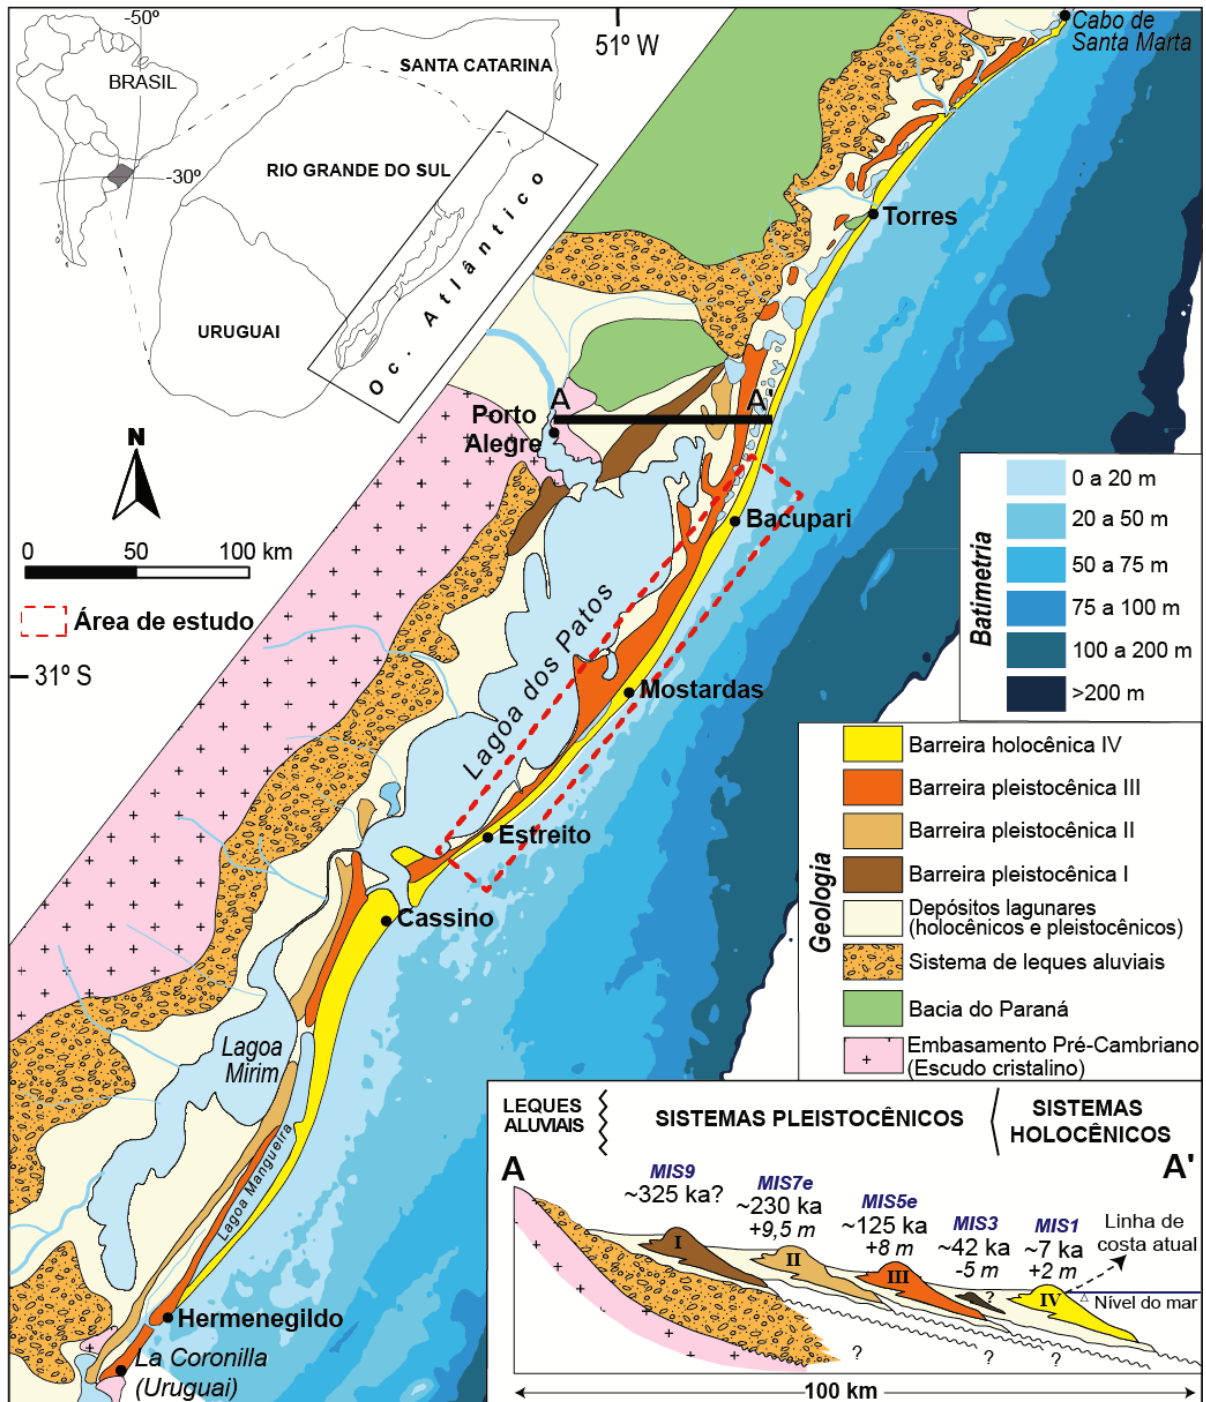 -50º
BRASIL
-30º
SANTA CATARINA
RIO GRANDE DO SUL
URUGUAI
Oc. Atlântico
51º W
Cabo de
Santa Marta
Torres
A
A'
Porto
Alegre
N
0 50 100 km
Área de estudo
31º S
Bacupari
Lagoa dos Patos
Mostardas
Estreito
Cassino
Lagoa
Mirim
Lagoa Mangueira
Hermenegildo
La Coronilla
(Uruguai)
Batimetria
0 a 20 m
20 a 50 m
50 a 75 m
75 a 100 m
100 a 200 m
>200 m
Geologia
Barreira holocênica IV
Barreira pleistocênica III
Barreira pleistocênica II
Barreira pleistocênica I
Depósitos lagunares
(holocênicos e pleistocênicos)
Sistema de leques aluviais
Bacia do Paraná
Embasamento Pré-Cambriano
(Escudo cristalino)
LEQUES
ALUVIAIS
SISTEMAS PLEISTOCÊNICOS
SISTEMAS
HOLOCÊNICOS
A
A'
MIS9
~325 ka?
MIS7e
~230 ka
+9,5 m
MIS5e
~125 ka
+8 m
MIS3
~42 ka
-5 m
MIS1
~7 ka
+2 m
Linha de
costa atual
I
II
III
?
IV
Nível do mar
?
?
?
100 km